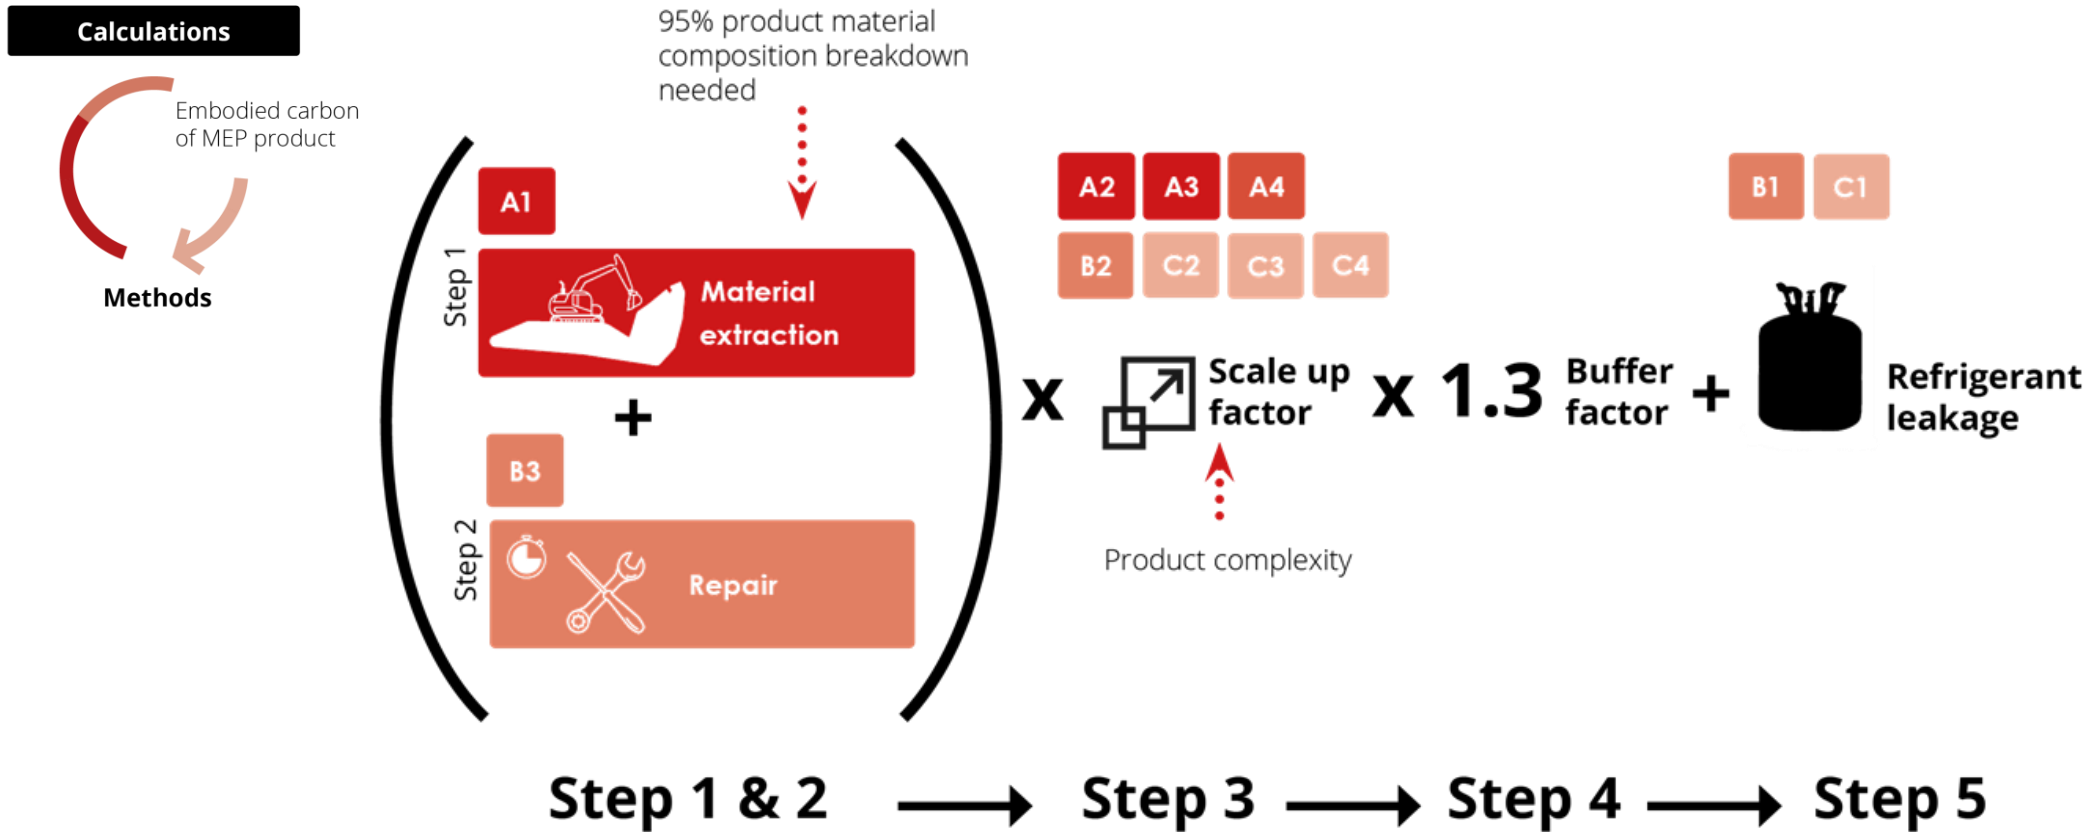 Calculations
Embodied carbon
of MEP product
Methods
95% product material
composition breakdown
needed
A1
Step 1
Material
extraction
+
B3
Step 2
Repair
x
A2 A3 A4
B2 C2 C3 C4
Scale up
factor
Product complexity
x 1.3 Buffer
factor
+
B1 C1
Refrigerant
leakage
Step 1 & 2
Step 3
Step 4
Step 5